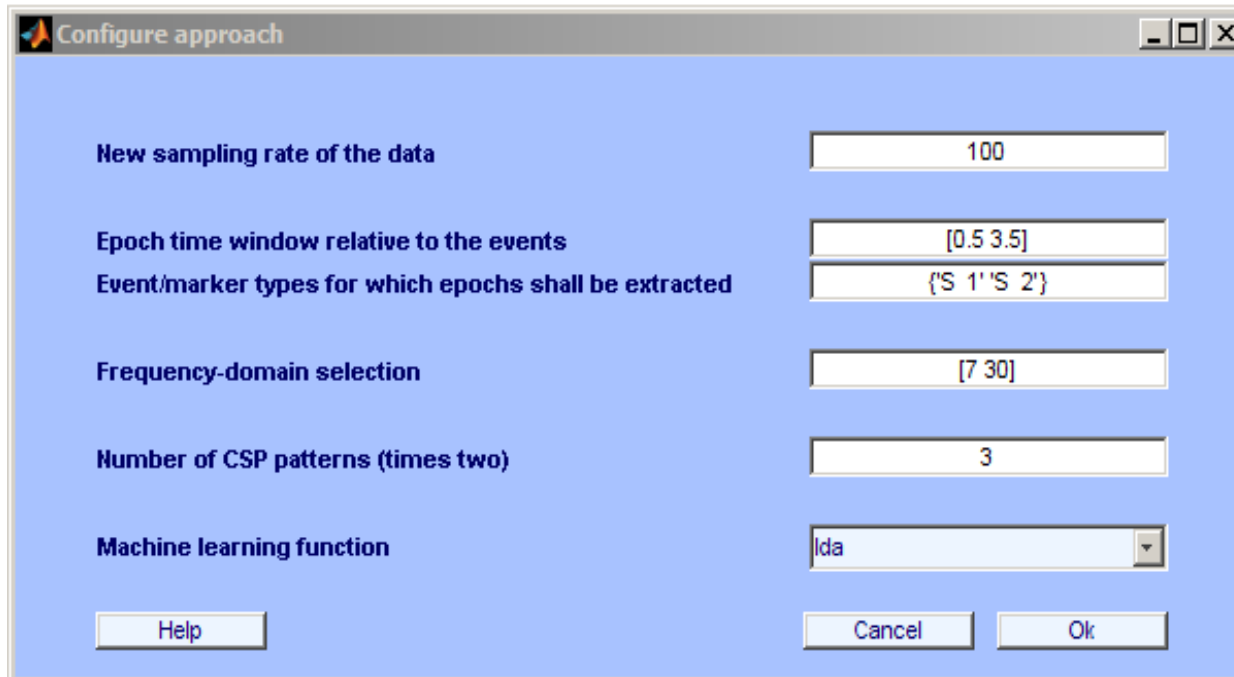 Configure approach
New sampling rate of the data 100
Epoch time window relative to the events [0.5 3.5]
Event/marker types for which epochs shall be extracted {'S  1' 'S  2'}
Frequency-domain selection [7 30]
Number of CSP patterns (times two) 3
Machine learning function lda
Help Cancel Ok